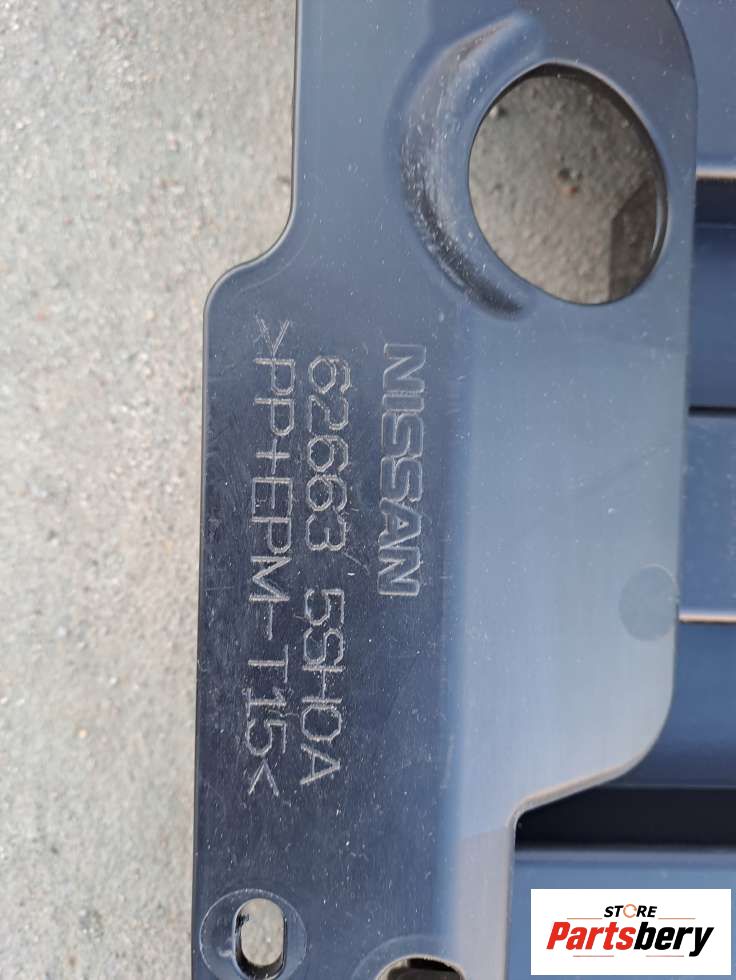 NISSAN
62663 5SH0A
>PP+EPM-T15<
STORE
Partsbery